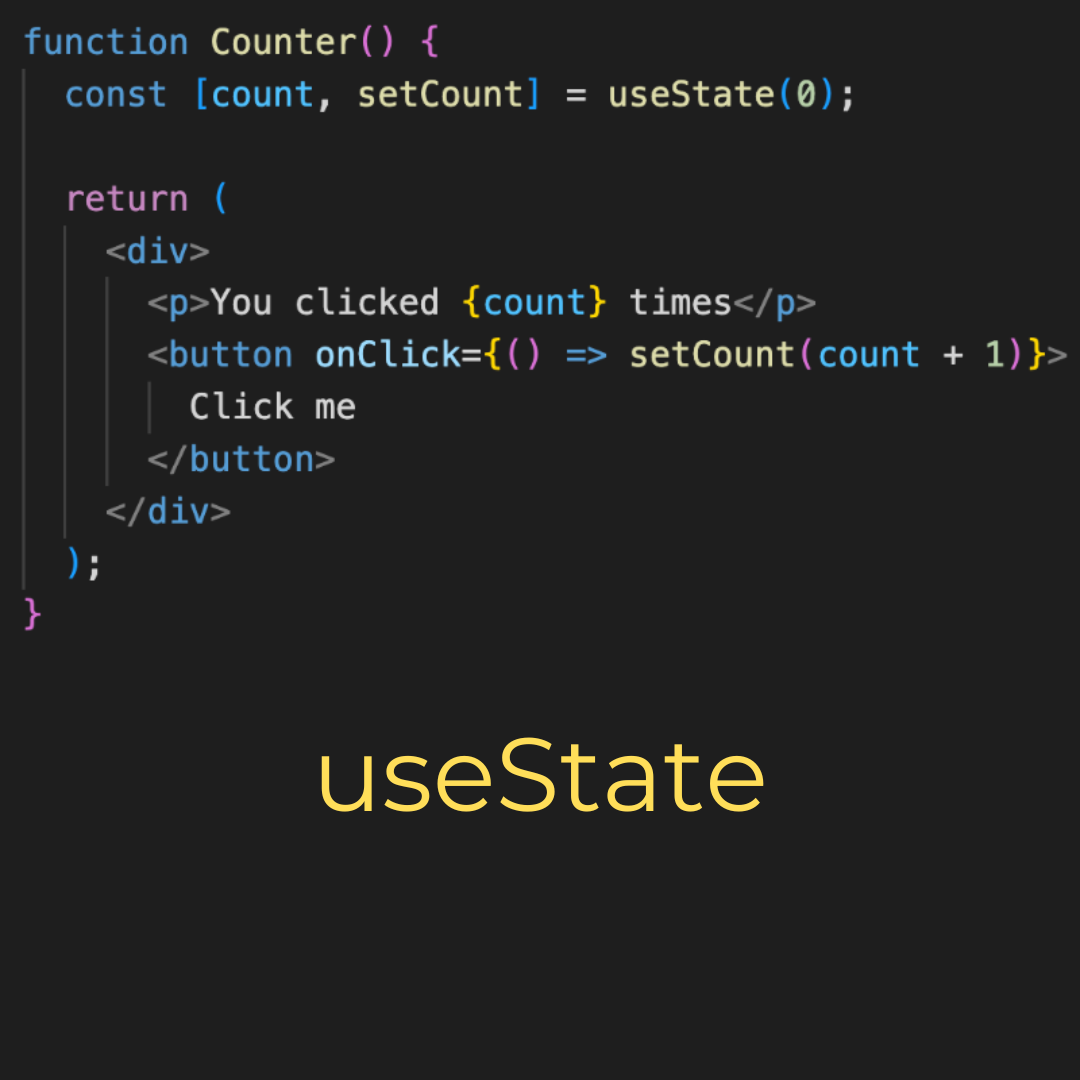 function Counter() {
  const [count, setCount] = useState(0);

  return (
    <div>
      <p>You clicked {count} times</p>
      <button onClick={() => setCount(count + 1)}>
        Click me
      </button>
    </div>
  );
}
useState